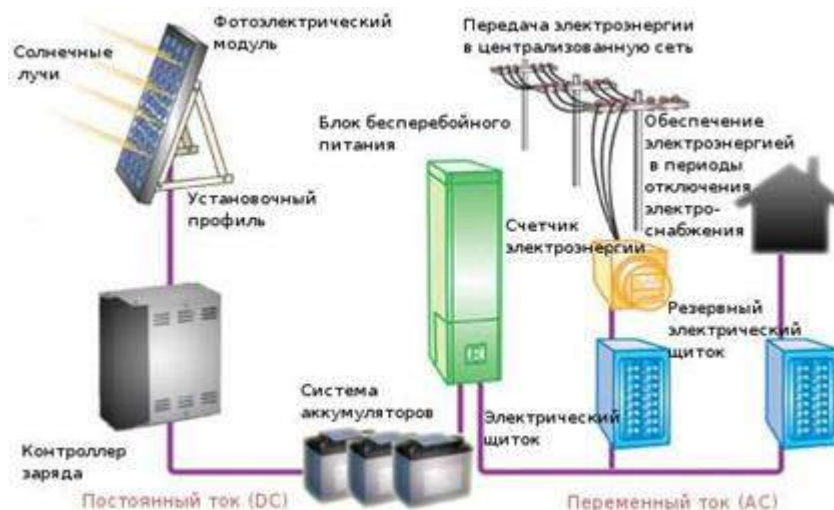 Фотоэлектрический
модуль
Солнечные
лучи
Установочный
профиль
Контроллер
заряда
Постоянный ток (DC)
Система
аккумуляторов
Блок бесперебойного
питания
Передача электроэнергии
в централизованную сеть
Обеспечение
электроэнергией
в периоды
отключения
электро-
снабжения
Счетчик
электроэнергии
Резервный
электрический
щиток
Электрический
щиток
Переменный ток (AC)